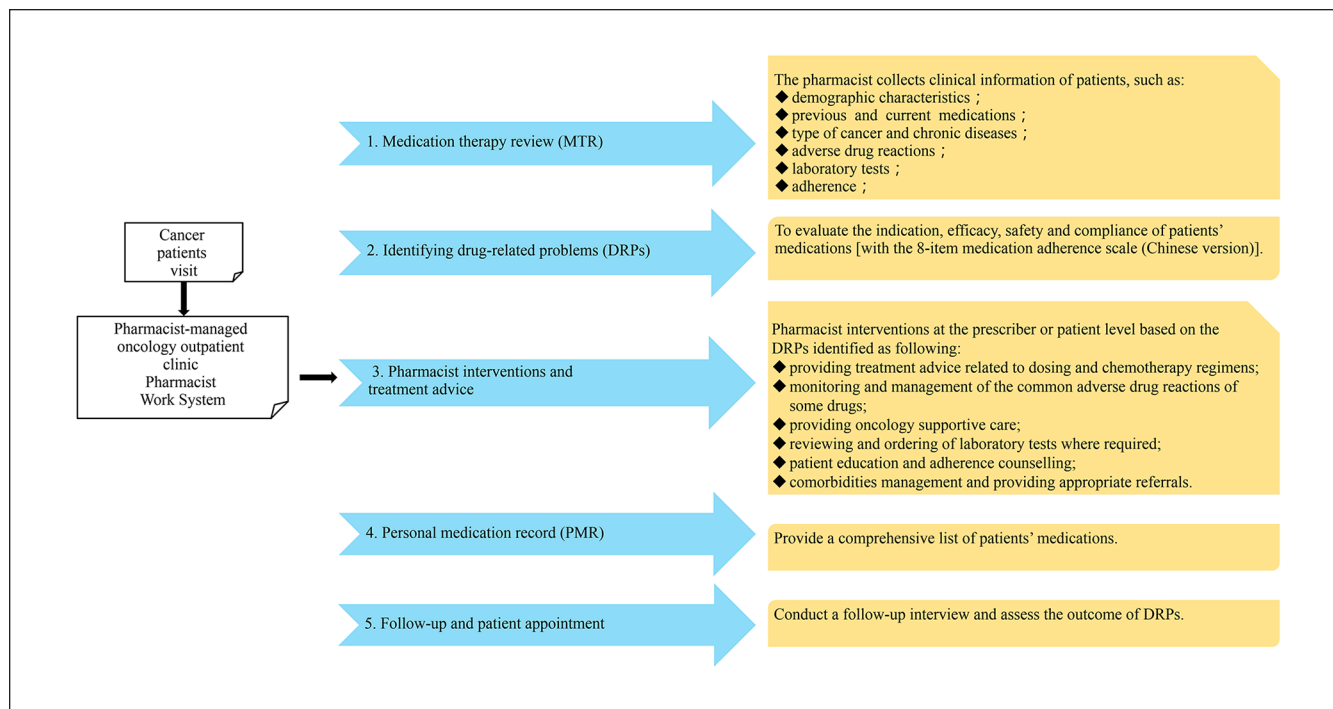 Cancer
patients
visit
Pharmacist-managed
oncology outpatient
clinic
Pharmacist
Work System
1. Medication therapy review (MTR)
The pharmacist collects clinical information of patients, such as:
◆ demographic characteristics；
◆ previous and current medications；
◆ type of cancer and chronic diseases；
◆ adverse drug reactions；
◆ laboratory tests；
◆ adherence；
2. Identifying drug-related problems (DRPs)
To evaluate the indication, efficacy, safety and compliance of patients’
medications [with the 8-item medication adherence scale (Chinese version)].
3. Pharmacist interventions and
treatment advice
Pharmacist interventions at the prescriber or patient level based on the
DRPs identified as following:
◆ providing treatment advice related to dosing and chemotherapy regimens;
◆ monitoring and management of the common adverse drug reactions of
some drugs;
◆ providing oncology supportive care;
◆ reviewing and ordering of laboratory tests where required;
◆ patient education and adherence counselling;
◆ comorbidities management and providing appropriate referrals.
4. Personal medication record (PMR)
Provide a comprehensive list of patients’ medications.
5. Follow-up and patient appointment
Conduct a follow-up interview and assess the outcome of DRPs.